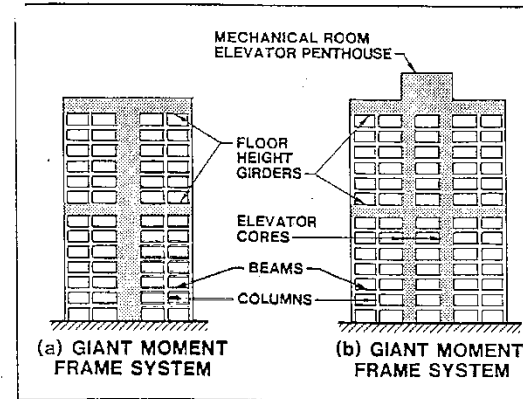 MECHANICAL ROOM
ELEVATOR PENTHOUSE
FLOOR
HEIGHT
GIRDERS
ELEVATOR
CORES
BEAMS
COLUMNS
(a) GIANT MOMENT
FRAME SYSTEM
(b) GIANT MOMENT
FRAME SYSTEM